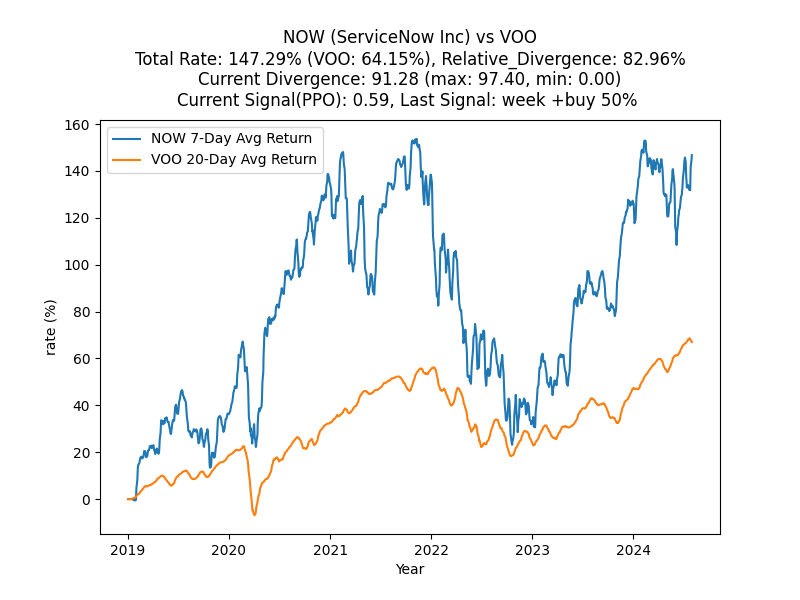 NOW (ServiceNow Inc) vs VOO
Total Rate: 147.29% (VOO: 64.15%), Relative_Divergence: 82.96%
Current Divergence: 91.28 (max: 97.40, min: 0.00)
Current Signal(PPO): 0.59, Last Signal: week +buy 50%
NOW 7-Day Avg Return
VOO 20-Day Avg Return
rate (%)
160
140
120
100
80
60
40
20
0
2019 2020 2021 2022 2023 2024
Year